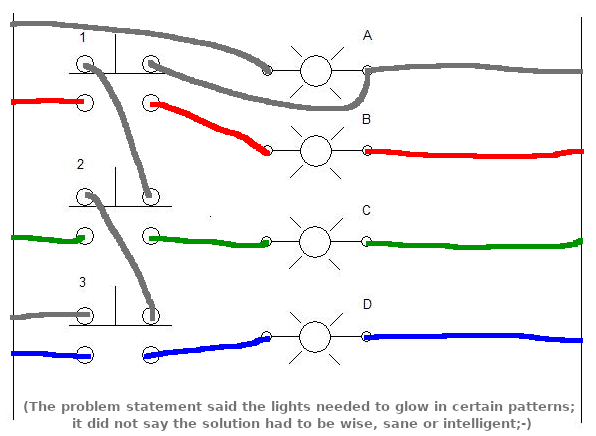 A
1
B
2
C
3
D
(The problem statement said the lights needed to glow in certain patterns;
it did not say the solution had to be wise, sane or intelligent;-)